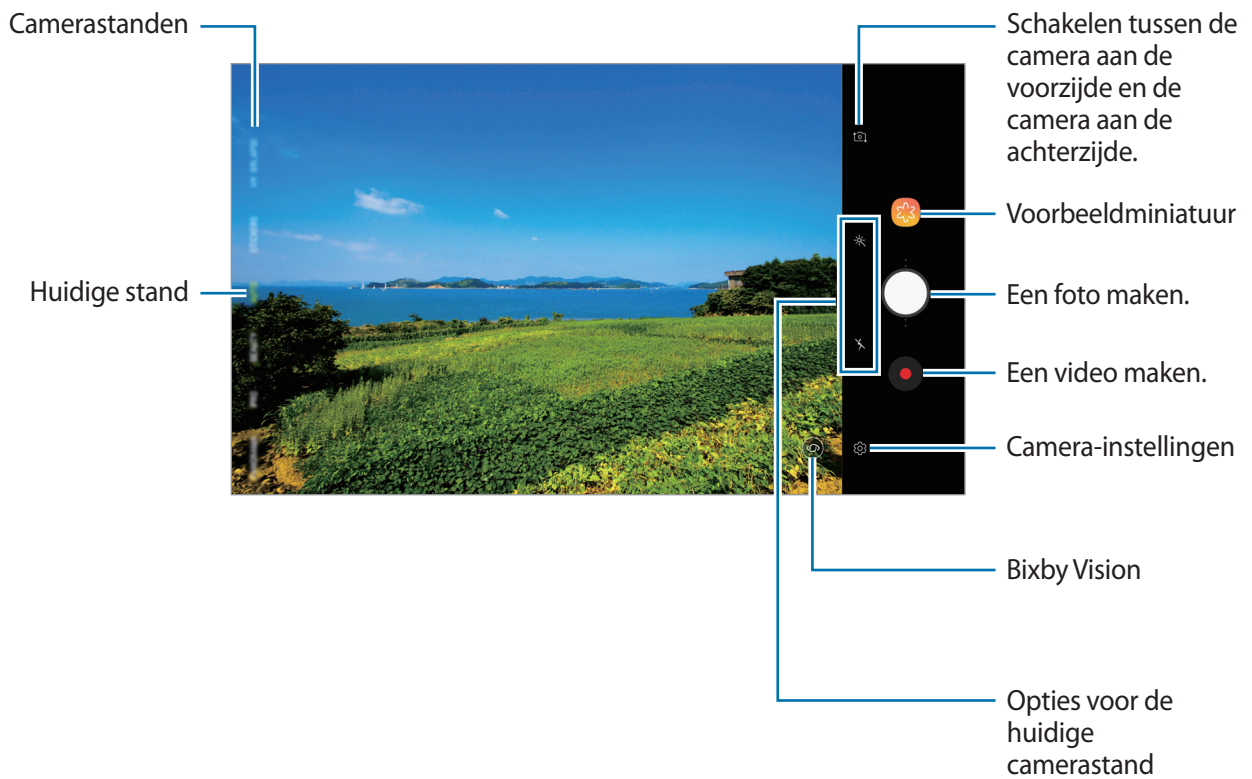 Camerastanden
Schakelen tussen de
camera aan de
voorzijde en de
camera aan de
achterzijde.
Voorbeeldminiatuur
Huidige stand
Een foto maken.
Een video maken.
Camera-instellingen
Bixby Vision
Opties voor de
huidige
camerastand